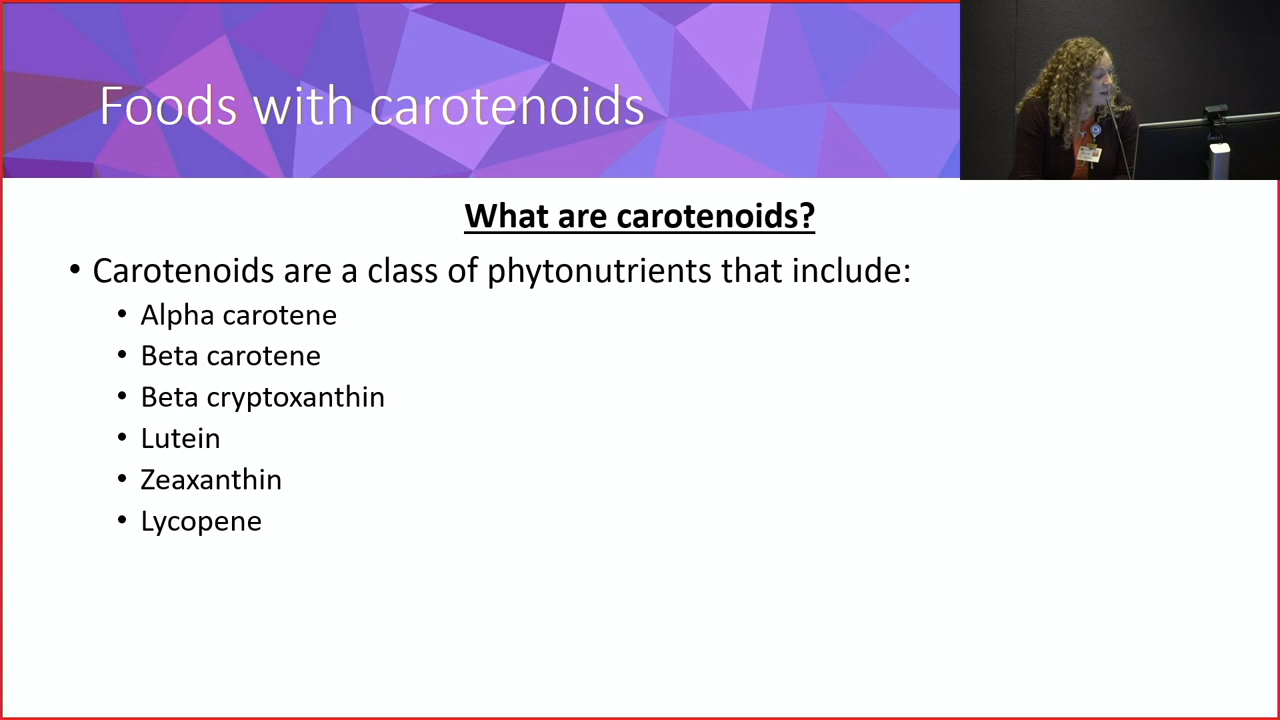 Foods with carotenoids
What are carotenoids?
• Carotenoids are a class of phytonutrients that include:
• Alpha carotene
• Beta carotene
• Beta cryptoxanthin
• Lutein
• Zeaxanthin
• Lycopene